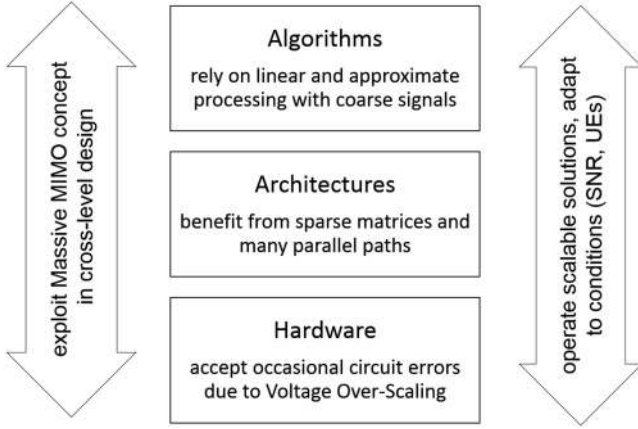 exploit Massive MIMO concept
in cross-level design
Algorithms
rely on linear and approximate
processing with coarse signals
Architectures
benefit from sparse matrices and
many parallel paths
Hardware
accept occasional circuit errors
due to Voltage Over-Scaling
operate scalable solutions, adapt
to conditions (SNR, UEs)